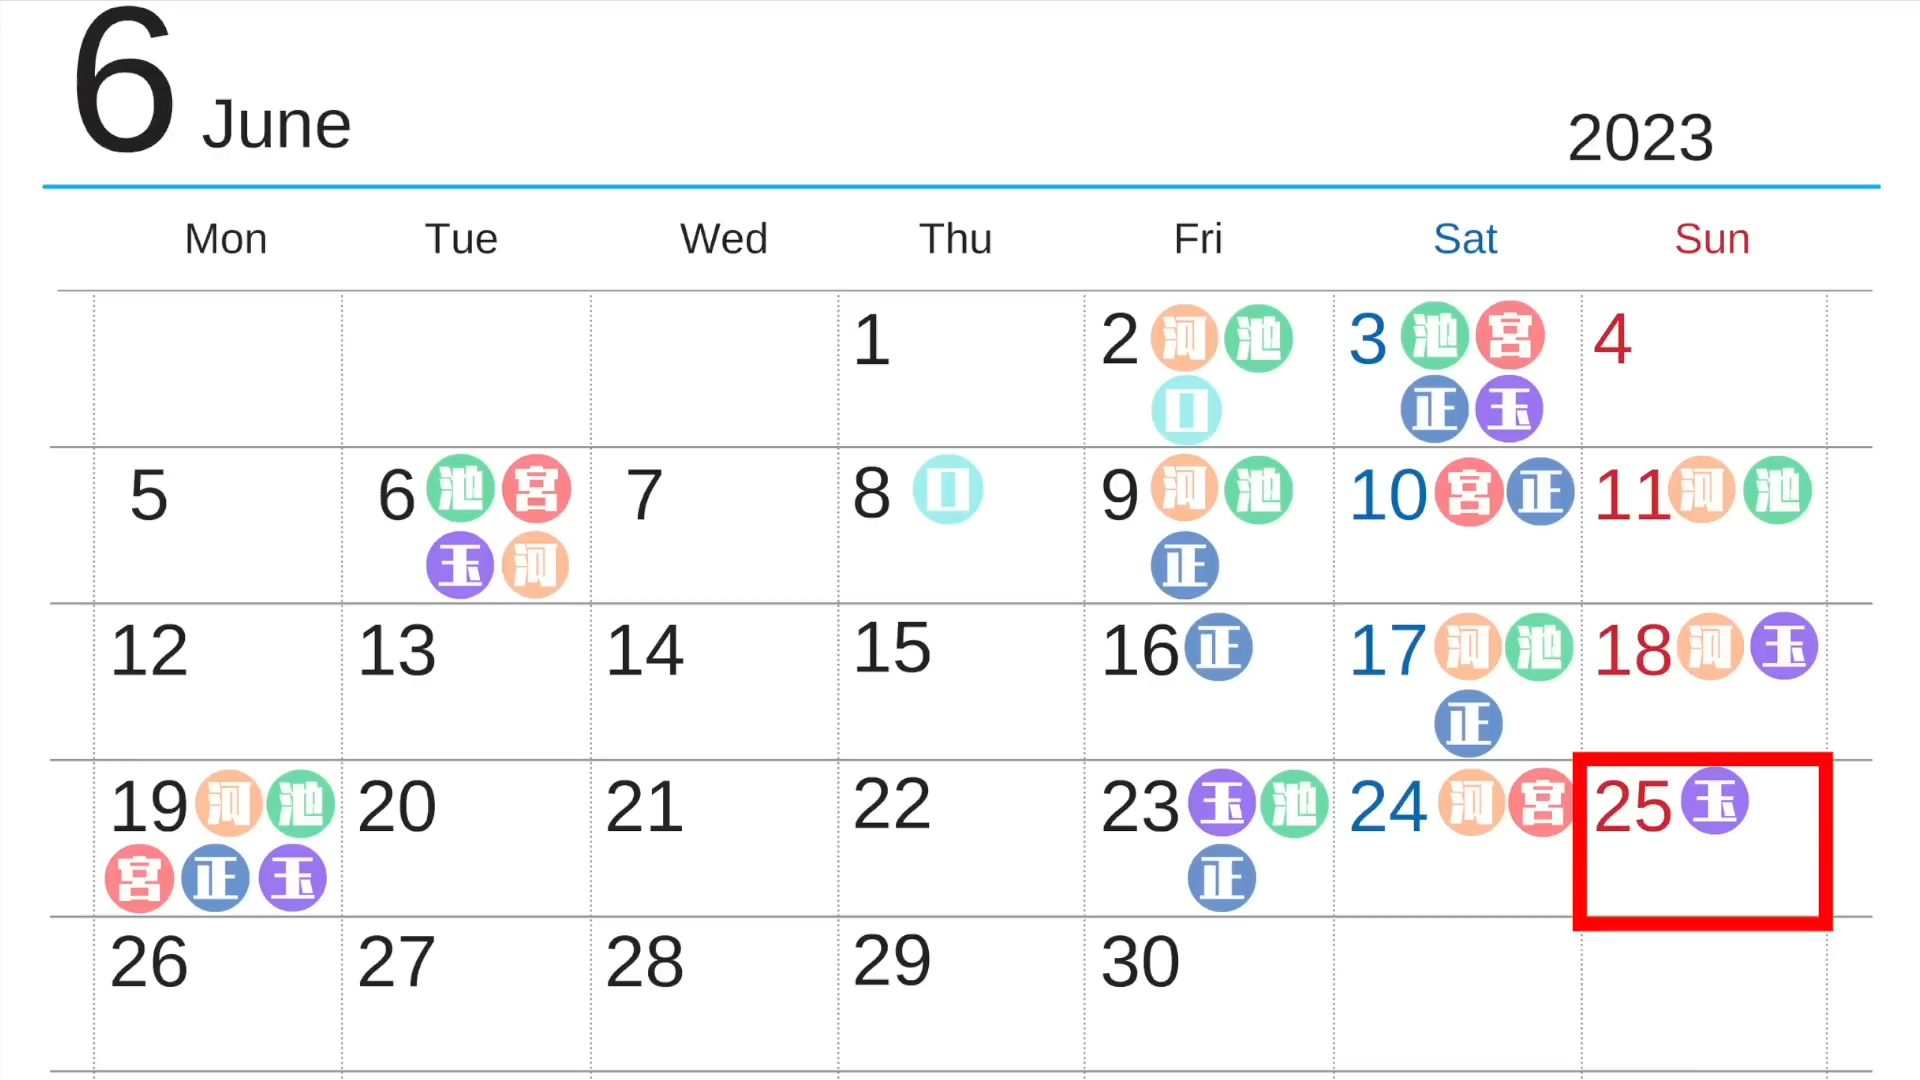 6 June 2023
Mon Tue Wed Thu Fri Sat Sun
1 2 河 池 3 池 宮 4
口 正 玉
5 6 池 宮 7 8 口 9 河 池 10 宮 正 11 河 池
玉 河 正
12 13 14 15 16 正 17 河 池 18 河 玉
正
19 河 池 20 21 22 23 玉 池 24 河 宮 25 玉
宮 正 玉 正
26 27 28 29 30